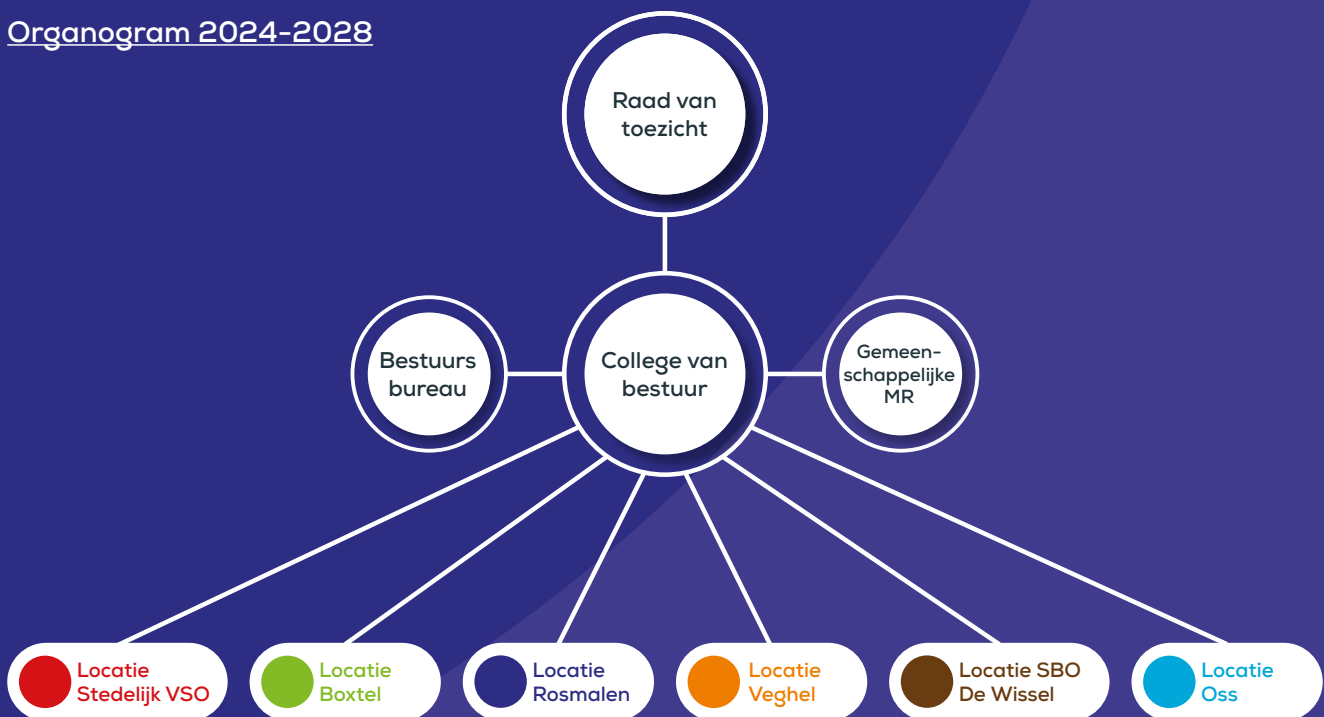 Organogram 2024-2028
Raad van
toezicht
Bestuurs
bureau
College van
bestuur
Gemeen-
schappelijke
MR
Locatie
Stedelijk VSO
Locatie
Boxtel
Locatie
Rosmalen
Locatie
Veghel
Locatie SBO
De Wissel
Locatie
Oss